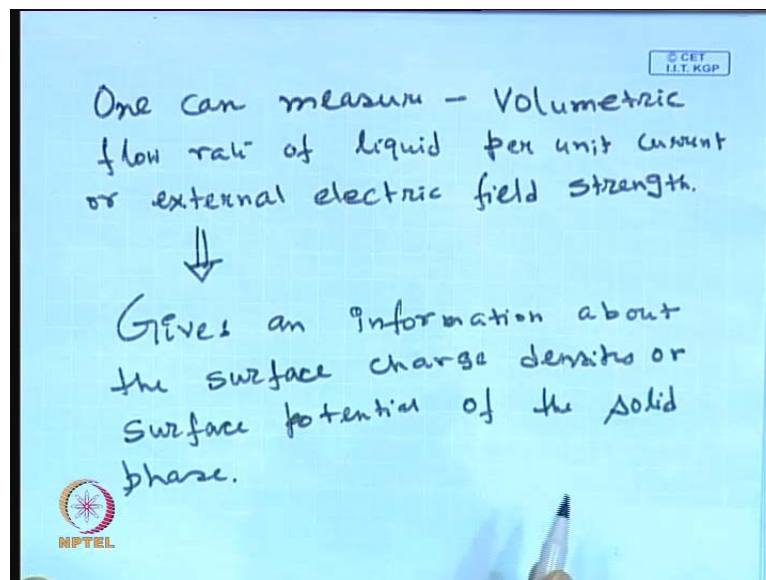 © CET
I.I.T. KGP
One can measure - Volumetric
flow rate of liquid per unit current
or external electric field strength.
⇓
Gives an information about
the surface charge density or
surface potential of the solid
phase.
NPTEL